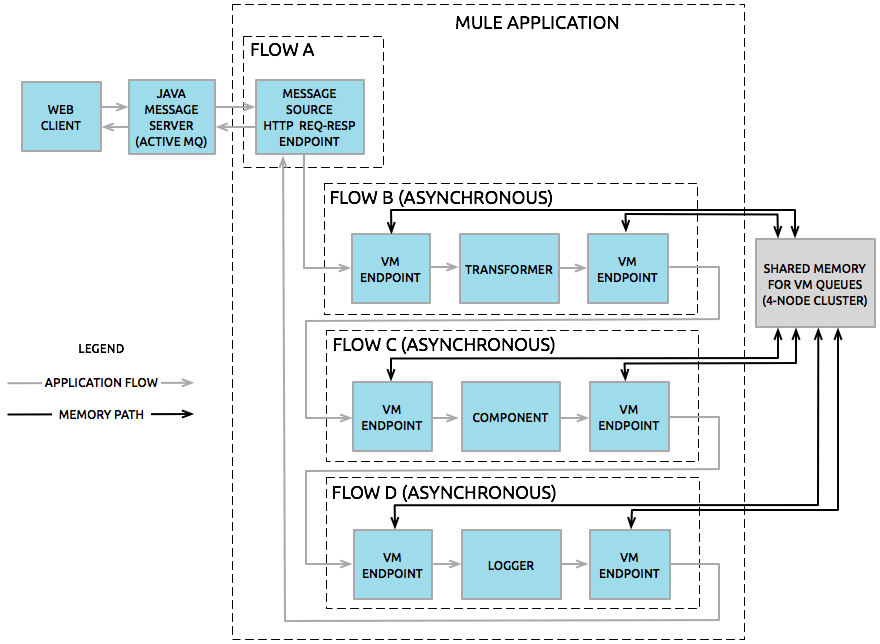 MULE APPLICATION
FLOW A
WEB
CLIENT
JAVA
MESSAGE
SERVER
(ACTIVE MQ)
MESSAGE
SOURCE
HTTP REQ-RESP
ENDPOINT
FLOW B (ASYNCHRONOUS)
VM
ENDPOINT
TRANSFORMER
VM
ENDPOINT
SHARED MEMORY
FOR VM QUEUES
(4-NODE CLUSTER)
FLOW C (ASYNCHRONOUS)
VM
ENDPOINT
COMPONENT
VM
ENDPOINT
FLOW D (ASYNCHRONOUS)
VM
ENDPOINT
LOGGER
VM
ENDPOINT
LEGEND
APPLICATION FLOW
MEMORY PATH